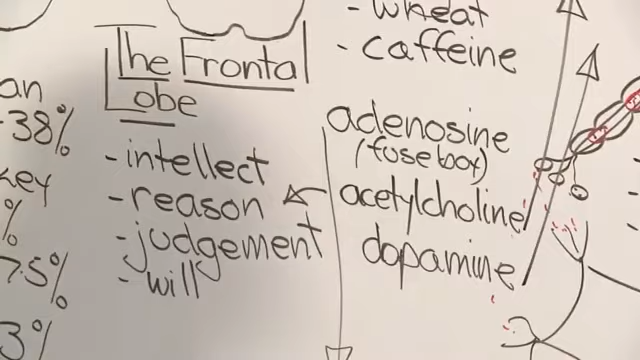 - wheat
- caffeine
The Frontal
Lobe
- intellect
- reason
- judgement
- will
adenosine
(fuse box)
acetylcholine
dopamine
an
38%
key
%
7.5%
3%